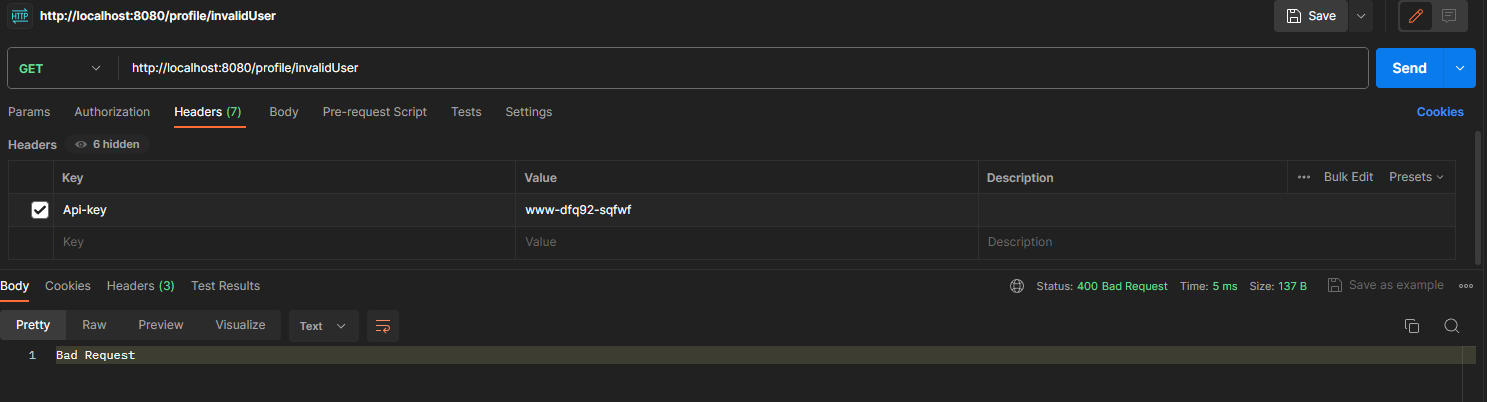 HTTP http://localhost:8080/profile/invalidUser Save
GET http://localhost:8080/profile/invalidUser Send
Params Authorization Headers (7) Body Pre-request Script Tests Settings Cookies
Headers 6 hidden
Key Value Description Bulk Edit Presets
Api-key www-dfq92-sqfwf
Key Value Description
Body Cookies Headers (3) Test Results Status: 400 Bad Request Time: 5 ms Size: 137 B Save as example
Pretty Raw Preview Visualize Text
1 Bad Request